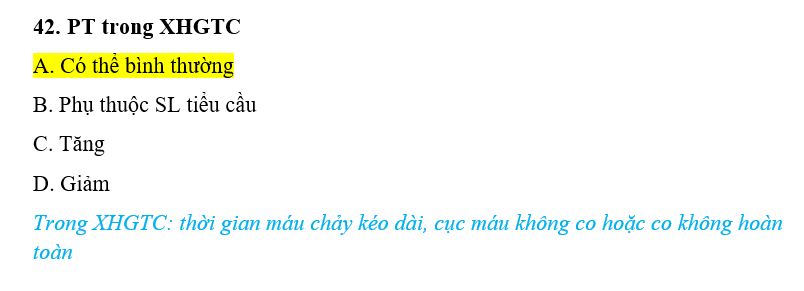 42. PT trong XHGTC
A. Có thể bình thường
B. Phụ thuộc SL tiểu cầu
C. Tăng
D. Giảm
Trong XHGTC: thời gian máu chảy kéo dài, cục máu không co hoặc co không hoàn
toàn